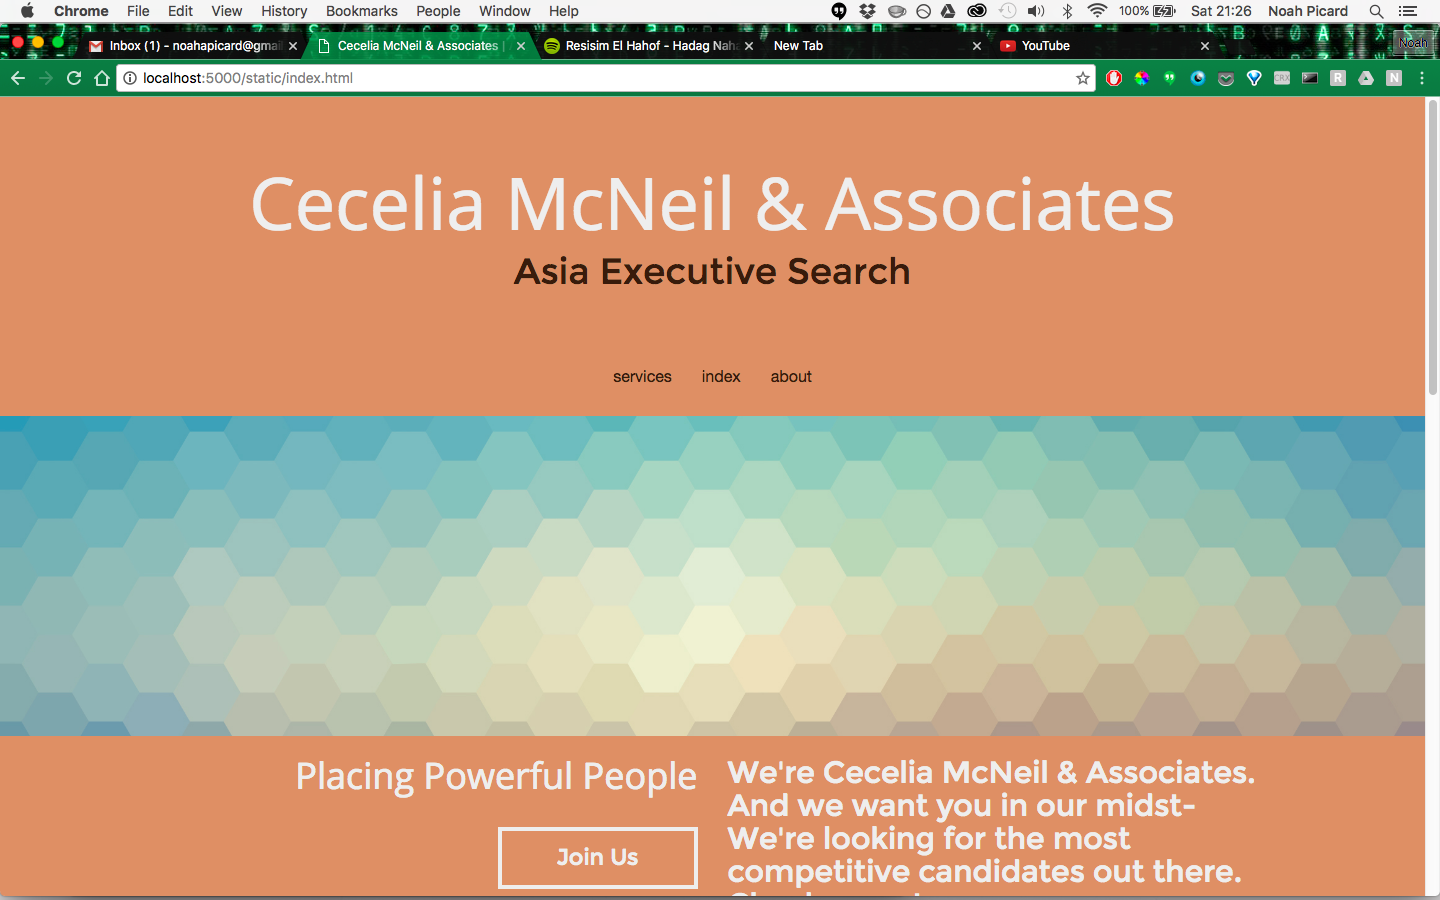 Chrome File Edit View History Bookmarks People Window Help 100% Sat 21:26 Noah Picard
Inbox (1) - noahapicard@gmai Cecelia McNeil & Associates | Resisim El Hahof - Hadag Naha New Tab YouTube Noah
localhost:5000/static/index.html CRX R N
Cecelia McNeil & Associates
Asia Executive Search
services index about
Placing Powerful People
Join Us
We're Cecelia McNeil & Associates.
And we want you in our midst-
We're looking for the most
competitive candidates out there.